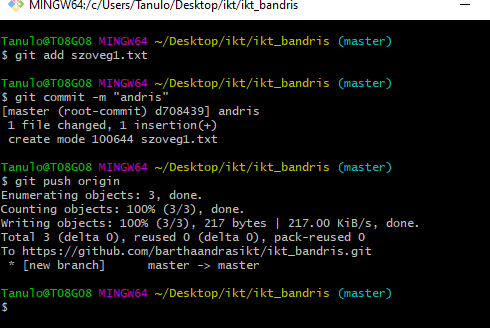 MINGW64:/c/Users/Tanulo/Desktop/ikt/ikt_bandris
Tanulo@T08G08 MINGW64 ~/Desktop/ikt/ikt_bandris (master)
$ git add szoveg1.txt
Tanulo@T08G08 MINGW64 ~/Desktop/ikt/ikt_bandris (master)
$ git commit -m "andris"
[master (root-commit) d708439] andris
1 file changed, 1 insertion(+)
create mode 100644 szoveg1.txt
Tanulo@T08G08 MINGW64 ~/Desktop/ikt/ikt_bandris (master)
$ git push origin
Enumerating objects: 3, done.
Counting objects: 100% (3/3), done.
Writing objects: 100% (3/3), 217 bytes | 217.00 KiB/s, done.
Total 3 (delta 0), reused 0 (delta 0), pack-reused 0
To https://github.com/barthaandrasikt/ikt_bandris.git
* [new branch]      master -> master
Tanulo@T08G08 MINGW64 ~/Desktop/ikt/ikt_bandris (master)
$